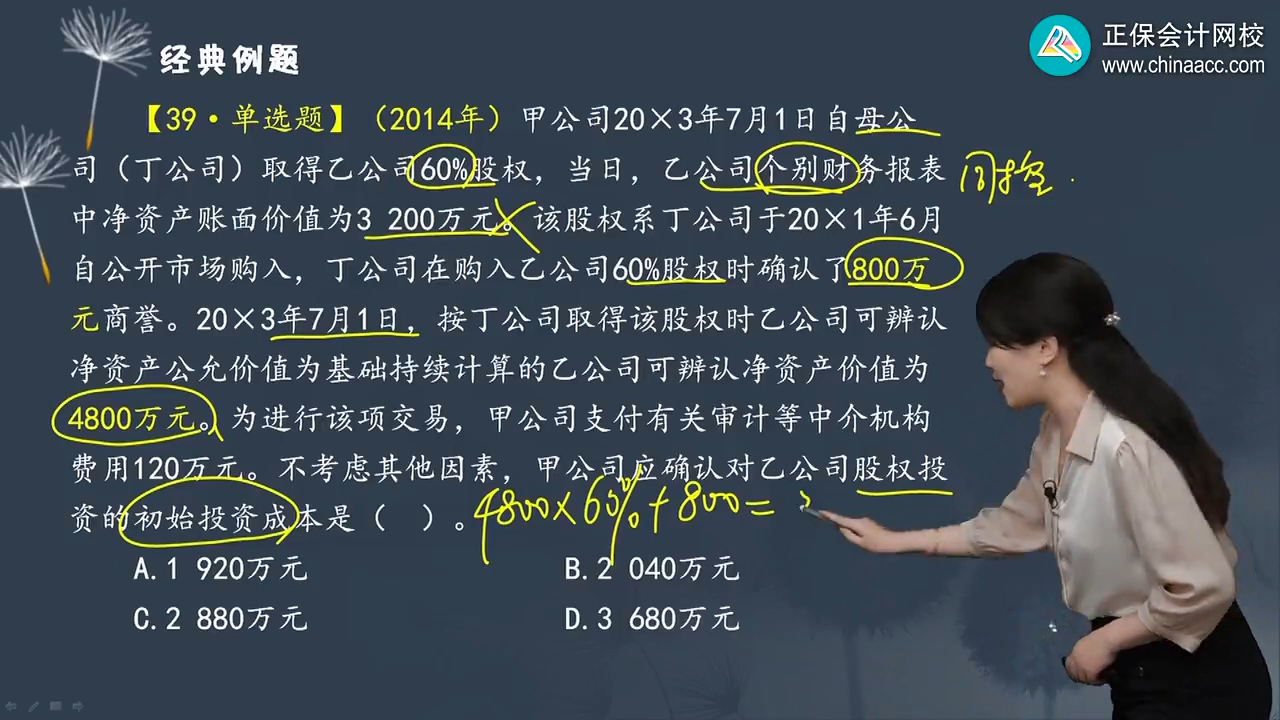 正保会计网校
www.chinaacc.com
经典例题
【39·单选题】（2014年）甲公司20×3年7月1日自母公
司（丁公司）取得乙公司60%股权，当日，乙公司个别财务报表
同控
中净资产账面价值为3 200万元。该股权系丁公司于20×1年6月
自公开市场购入，丁公司在购入乙公司60%股权时确认了800万
元商誉。20×3年7月1日，按丁公司取得该股权时乙公司可辨认
净资产公允价值为基础持续计算的乙公司可辨认净资产价值为
4800万元。为进行该项交易，甲公司支付有关审计等中介机构
费用120万元。不考虑其他因素，甲公司应确认对乙公司股权投
资的初始投资成本是（ ）。
4800×60%+800=3
A.1 920万元
B.2 040万元
C.2 880万元
D.3 680万元